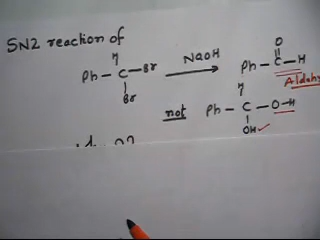 SN2 reaction of
H
Ph - C - Br
Br
NaOH
O
Ph - C - H
Aldehy
not
H
Ph - C - O - H
OH